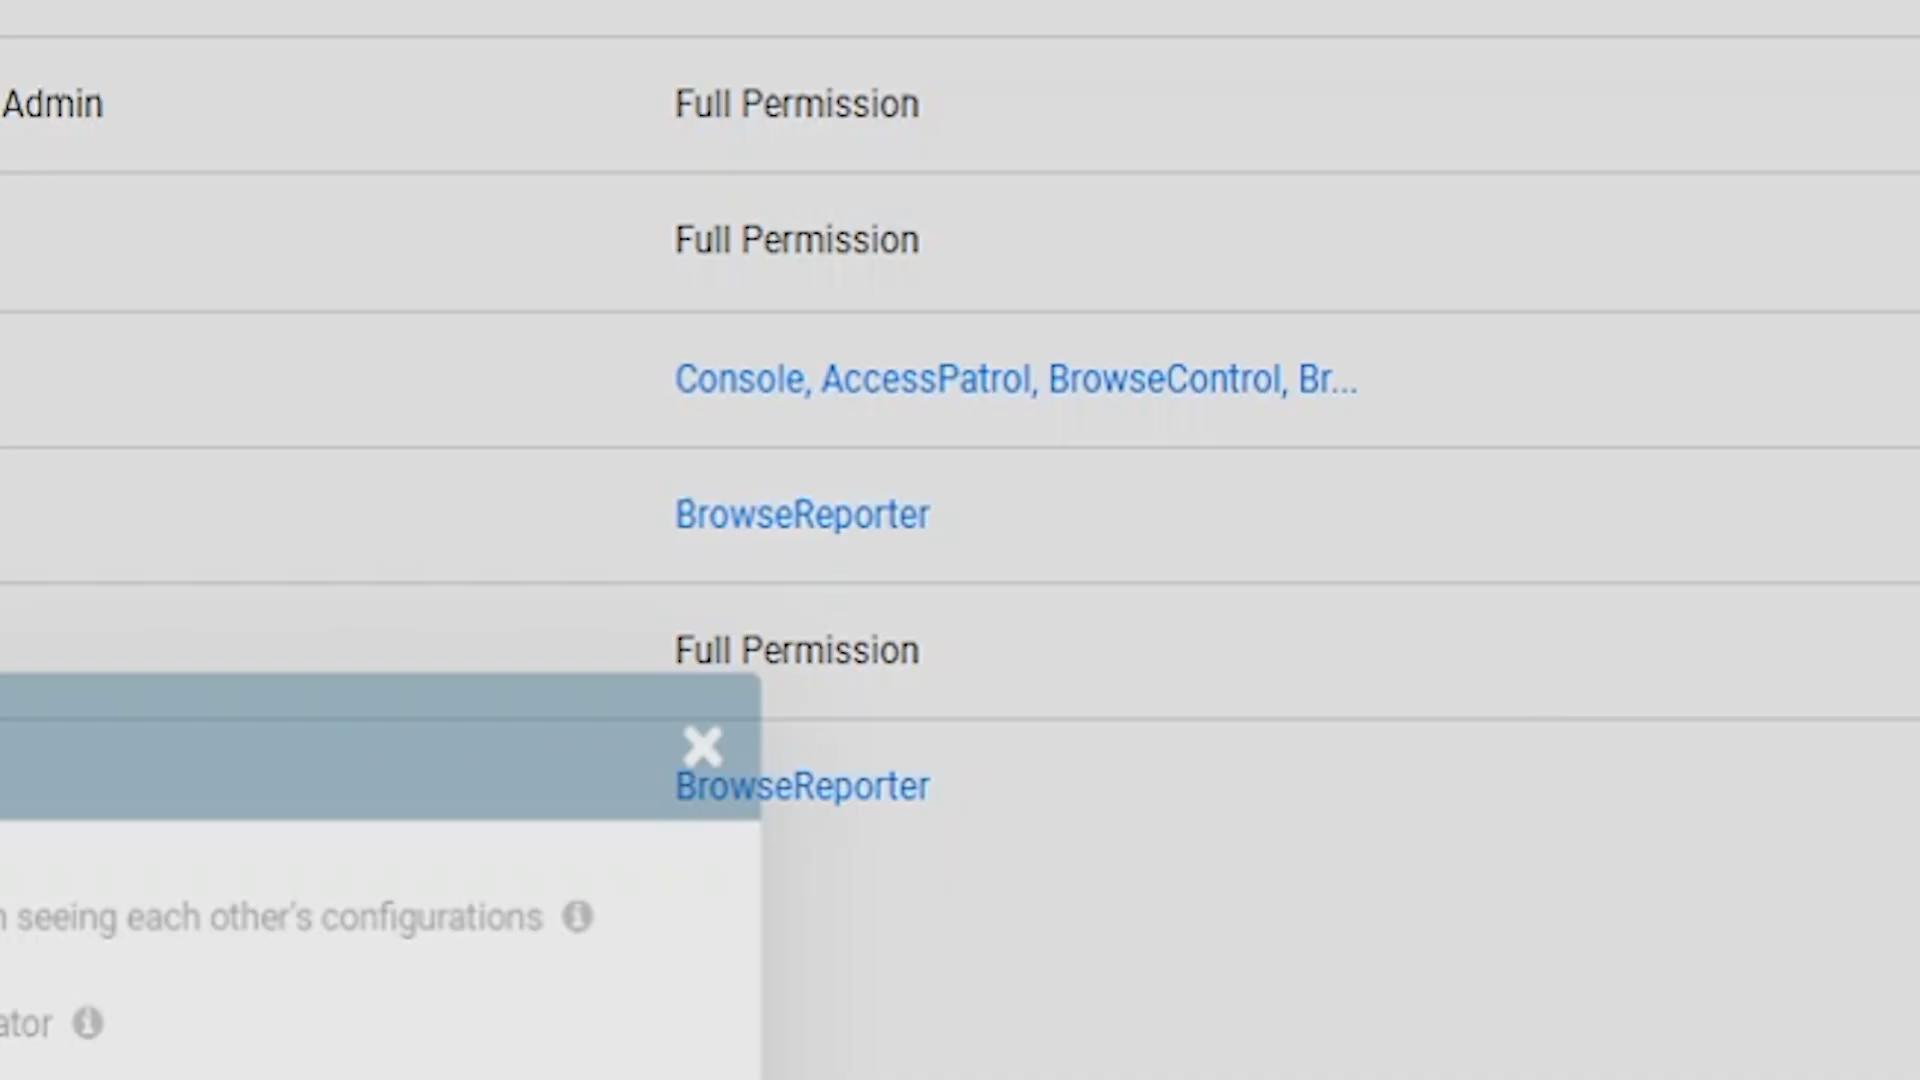 Admin Full Permission
Full Permission
Console, AccessPatrol, BrowseControl, Br...
BrowseReporter
Full Permission
BrowseReporter
seeing each other's configurations
ator